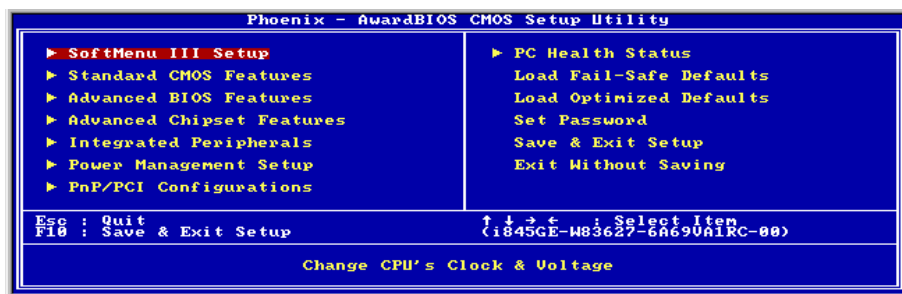 Phoenix - AwardBIOS CMOS Setup Utility
► SoftMenu III Setup
► Standard CMOS Features
► Advanced BIOS Features
► Advanced Chipset Features
► Integrated Peripherals
► Power Management Setup
► PnP/PCI Configurations
► PC Health Status
Load Fail-Safe Defaults
Load Optimized Defaults
Set Password
Save & Exit Setup
Exit Without Saving
Esc : Quit
F10 : Save & Exit Setup
↑ ↓ → ← : Select Item
(i845GE-W83627-6A69VA1RC-00)
Change CPU's Clock & Voltage